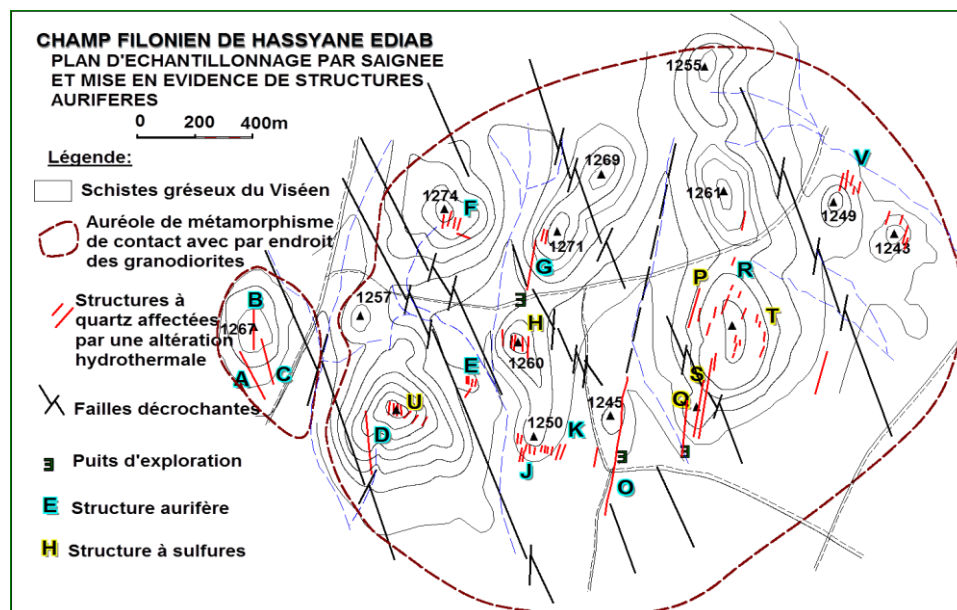 CHAMP FILONIEN DE HASSYANE EDIAB
PLAN D'ECHANTILLONNAGE PAR SAIGNEE
ET MISE EN EVIDENCE DE STRUCTURES
AURIFERES
0 200 400m
Légende:
Schistes gréseux du Viséen
Auréole de métamorphisme
de contact avec par endroit
des granodiorites
Structures à
quartz affectées
par une altération
hydrothermale
Failles décrochantes
E
Puits d'exploration
E
Structure aurifère
H
Structure à sulfures
1255
1269
V
1274
F
1261
1249
1271
1243
G
P
R
E
1257
B
H
T
1267
1260
E
S
A
C
U
Q
1245
D
1250
K
J
E
E
O